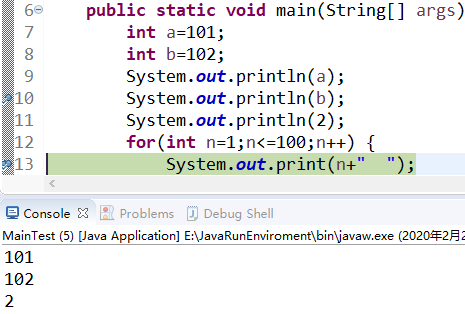 6 public static void main(String[] args)
7 int a=101;
8 int b=102;
9 System.out.println(a);
10 System.out.println(b);
11 System.out.println(2);
12 for(int n=1;n<=100;n++) {
13 System.out.print(n+"  ");
Console Problems Debug Shell
MainTest (5) [Java Application] E:\JavaRunEnviroment\bin\javaw.exe (2020年2月2
101
102
2